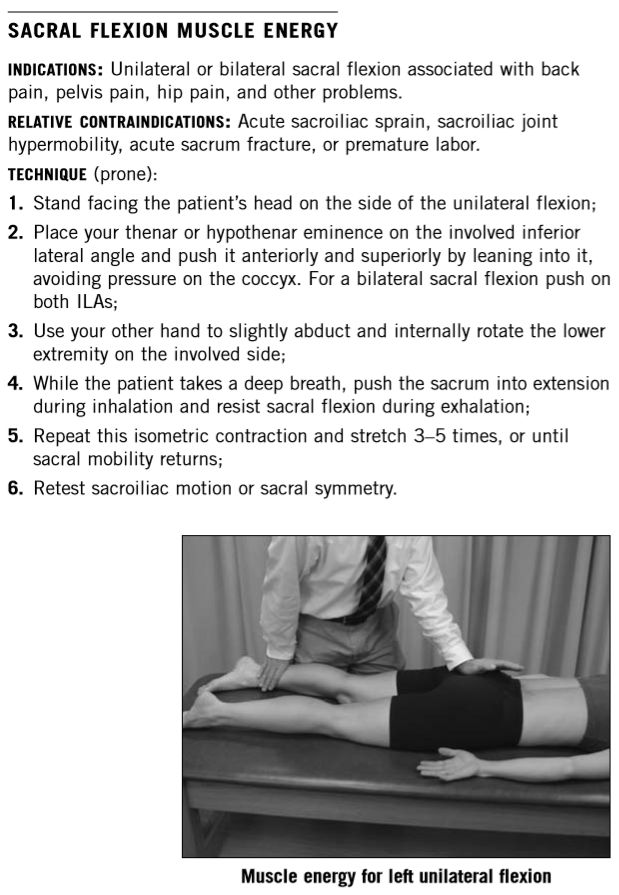 SACRAL FLEXION MUSCLE ENERGY
INDICATIONS: Unilateral or bilateral sacral flexion associated with back
pain, pelvis pain, hip pain, and other problems.
RELATIVE CONTRAINDICATIONS: Acute sacroiliac sprain, sacroiliac joint
hypermobility, acute sacrum fracture, or premature labor.
TECHNIQUE (prone):
1. Stand facing the patient's head on the side of the unilateral flexion;
2. Place your thenar or hypothenar eminence on the involved inferior
lateral angle and push it anteriorly and superiorly by leaning into it,
avoiding pressure on the coccyx. For a bilateral sacral flexion push on
both ILAs;
3. Use your other hand to slightly abduct and internally rotate the lower
extremity on the involved side;
4. While the patient takes a deep breath, push the sacrum into extension
during inhalation and resist sacral flexion during exhalation;
5. Repeat this isometric contraction and stretch 3–5 times, or until
sacral mobility returns;
6. Retest sacroiliac motion or sacral symmetry.
Muscle energy for left unilateral flexion